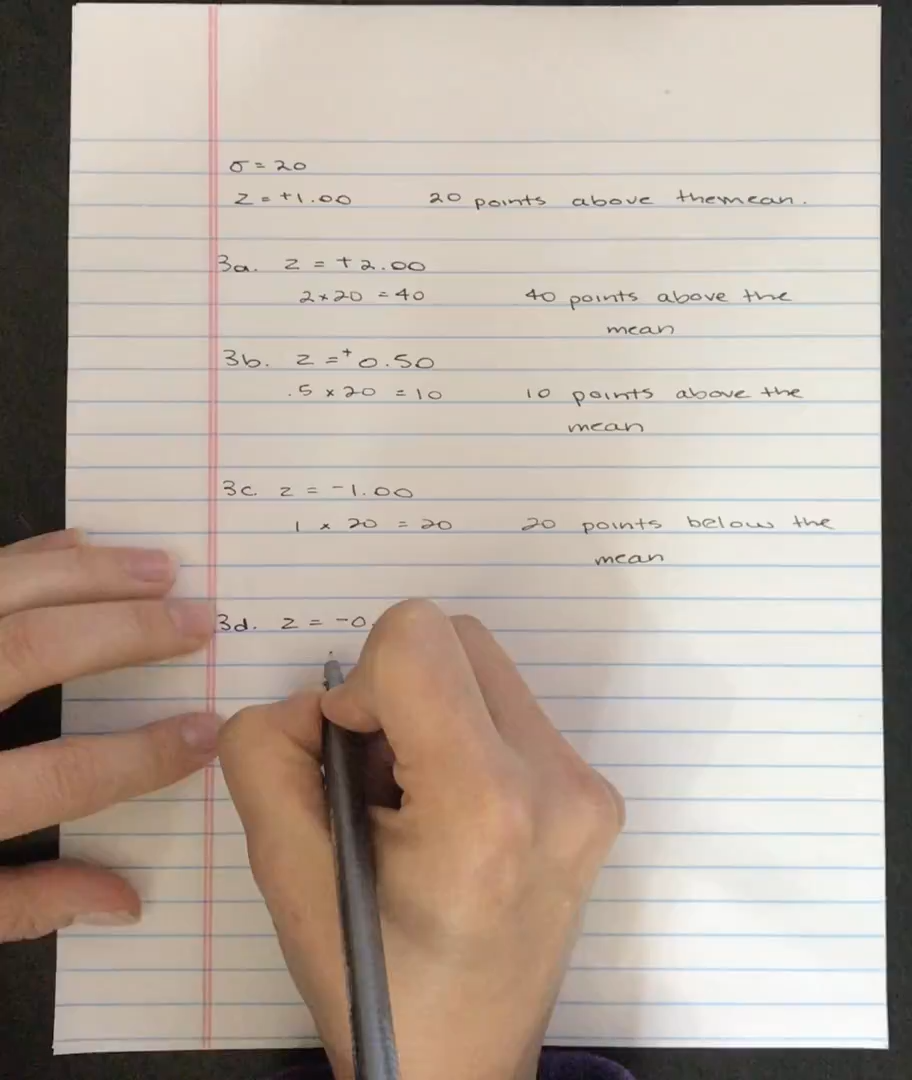 σ = 20
z = +1.00 20 points above the mean.
3a. z = +2.00
2 × 20 = 40 40 points above the
mean
3b. z = +0.50
.5 × 20 = 10 10 points above the
mean
3c. z = -1.00
1 × 20 = 20 20 points below the
mean
3d. z = -0.